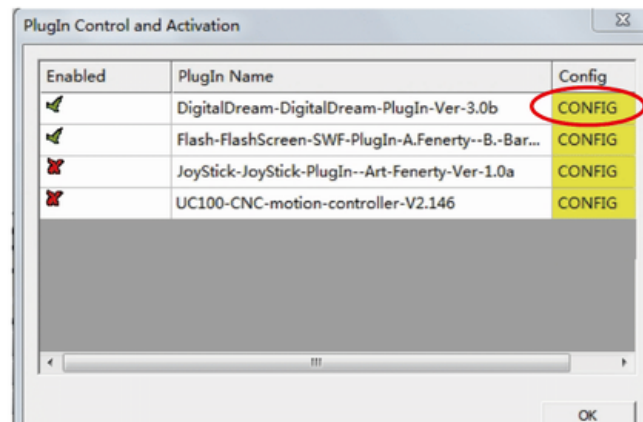 PlugIn Control and Activation
Enabled PlugIn Name Config
DigitalDream-DigitalDream-PlugIn-Ver-3.0b CONFIG
Flash-FlashScreen-SWF-PlugIn-A.Fenerty--B.-Bar... CONFIG
JoyStick-JoyStick-PlugIn--Art-Fenerty-Ver-1.0a CONFIG
UC100-CNC-motion-controller-V2.146 CONFIG
OK